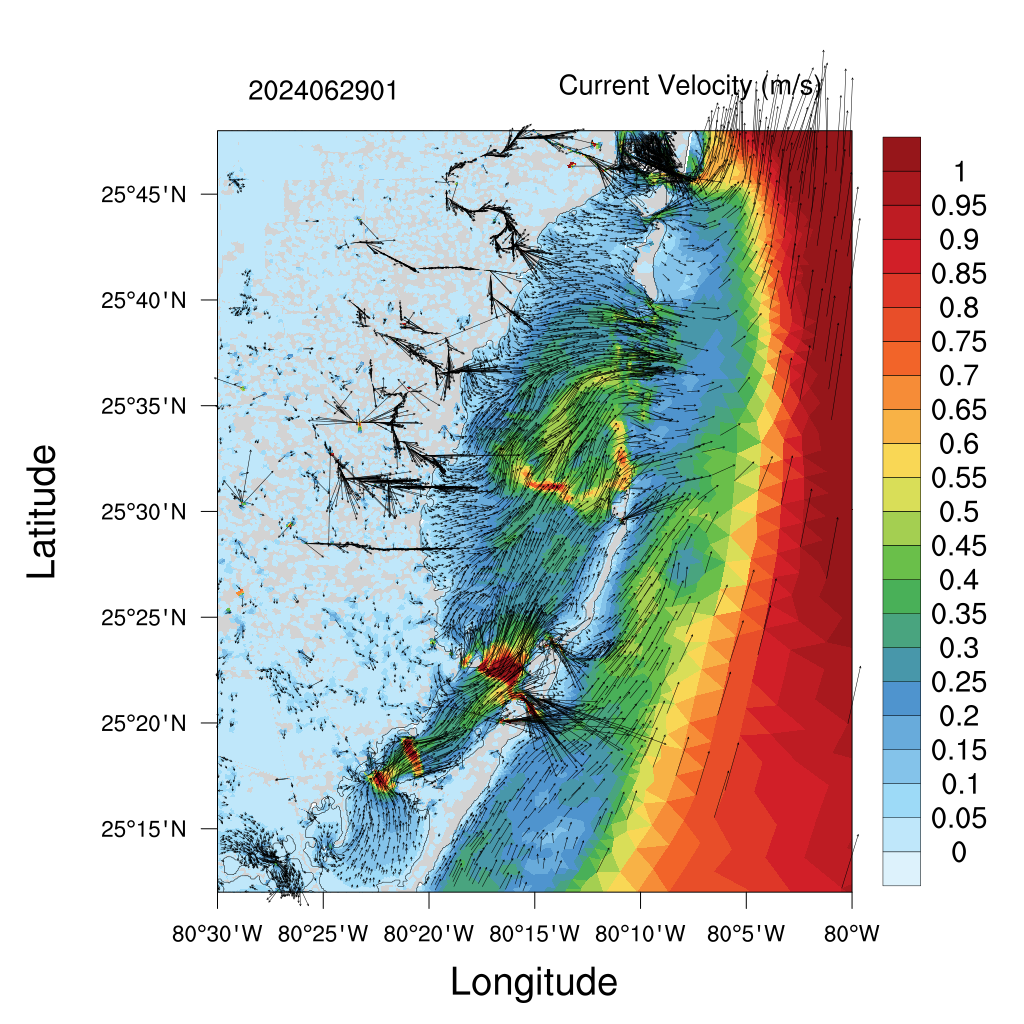 2024062901
Current Velocity (m/s)
25°45'N
25°40'N
25°35'N
25°30'N
25°25'N
25°20'N
25°15'N
Latitude
80°30'W 80°25'W 80°20'W 80°15'W 80°10'W 80°5'W 80°W
Longitude
1
0.95
0.9
0.85
0.8
0.75
0.7
0.65
0.6
0.55
0.5
0.45
0.4
0.35
0.3
0.25
0.2
0.15
0.1
0.05
0